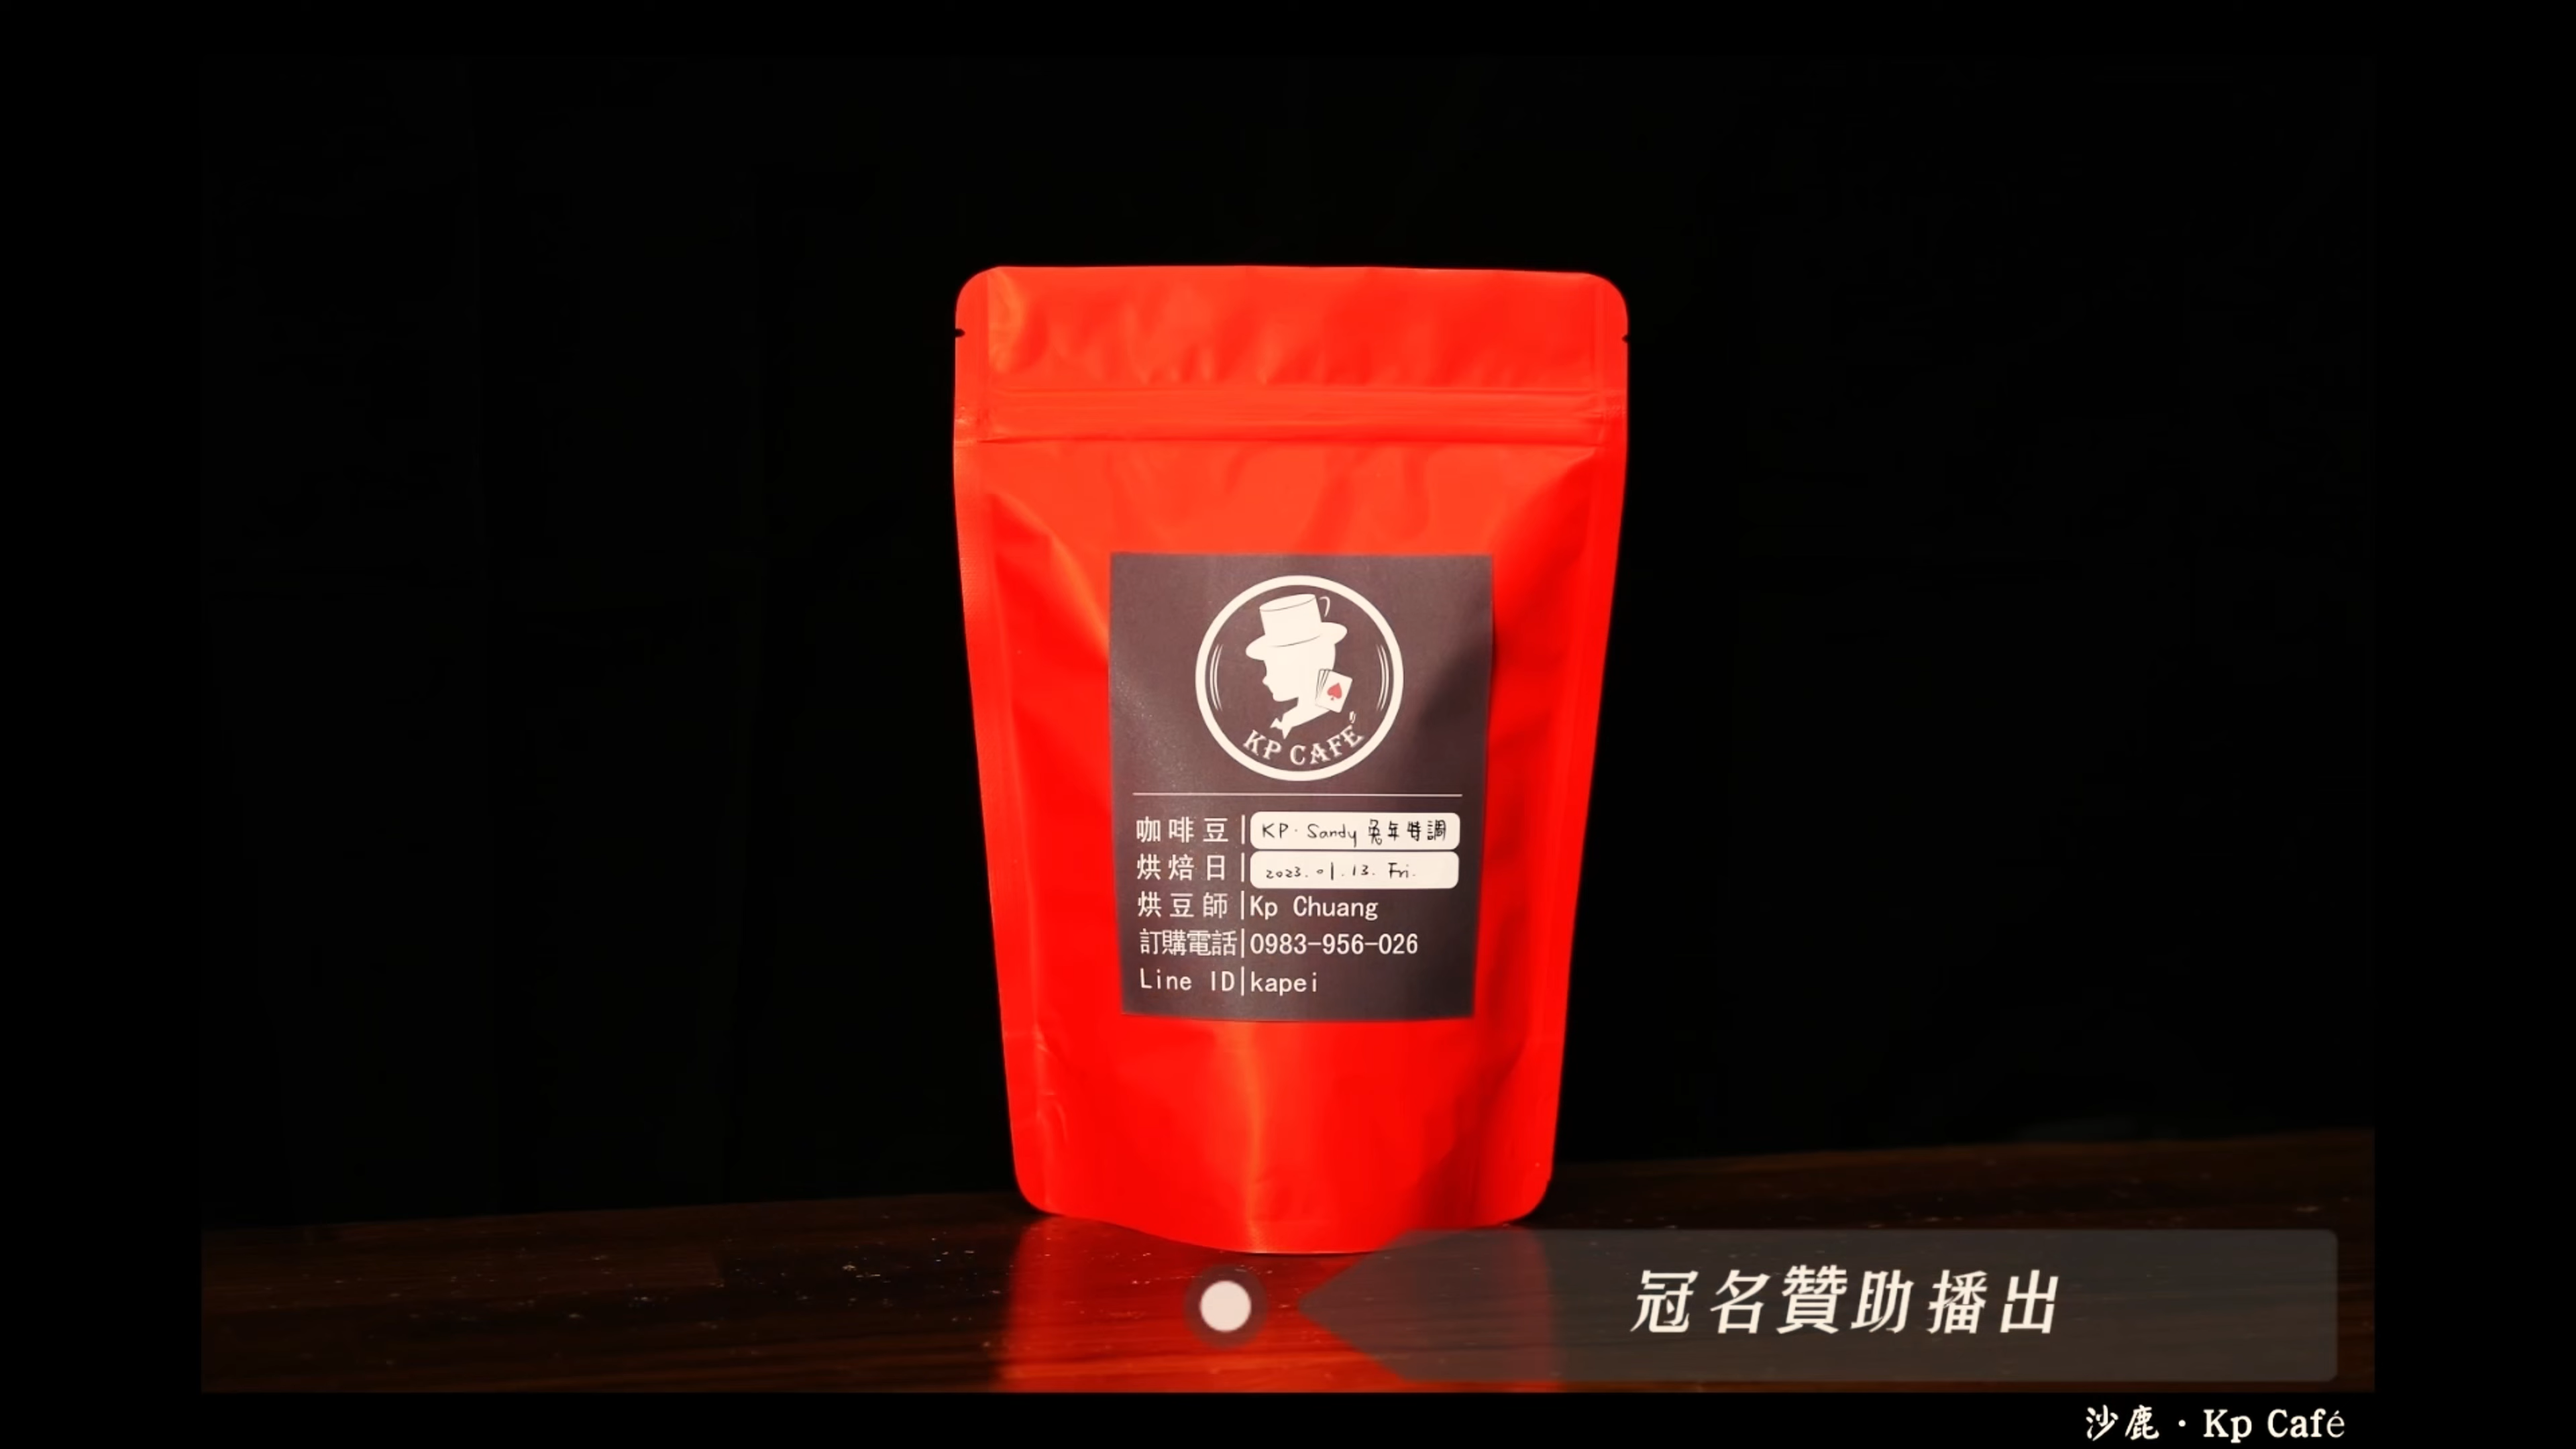 KP CAFÉ
咖啡豆|KP·Sandy 兔年特調
烘焙日|2023.01.13. Fri.
烘豆師|Kp Chuang
訂購電話|0983-956-026
Line ID|kapei
冠名贊助播出
沙鹿·Kp Café